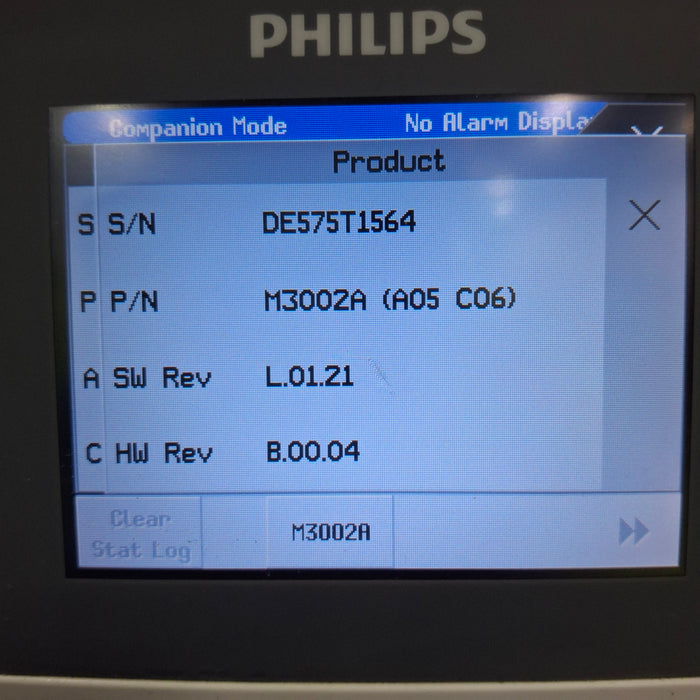 PHILIPS
Companion Mode No Alarm Displa
Product
S S/N DE575T1564
P P/N M3002A (A05 C06)
A SW Rev L.01.21
C HW Rev B.00.04
Clear
Stat Log
M3002A